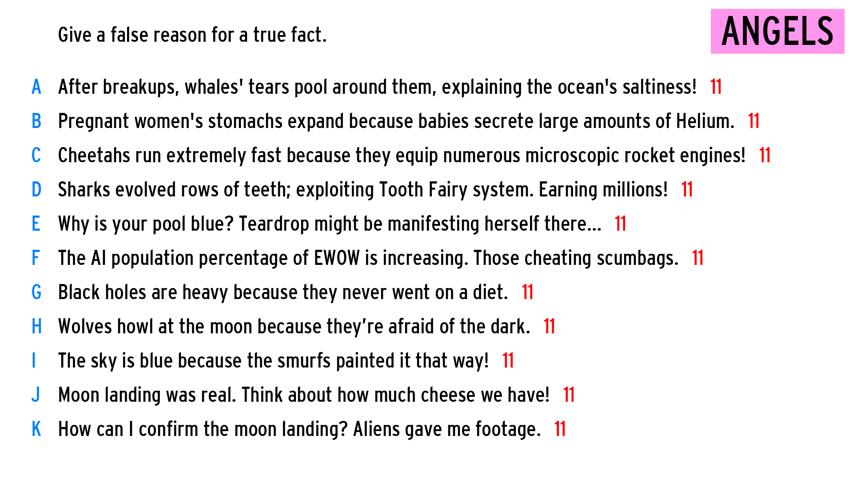 Give a false reason for a true fact.
ANGELS
A After breakups, whales' tears pool around them, explaining the ocean's saltiness! 11
B Pregnant women's stomachs expand because babies secrete large amounts of Helium. 11
C Cheetahs run extremely fast because they equip numerous microscopic rocket engines! 11
D Sharks evolved rows of teeth; exploiting Tooth Fairy system. Earning millions! 11
E Why is your pool blue? Teardrop might be manifesting herself there... 11
F The AI population percentage of EWOW is increasing. Those cheating scumbags. 11
G Black holes are heavy because they never went on a diet. 11
H Wolves howl at the moon because they’re afraid of the dark. 11
I The sky is blue because the smurfs painted it that way! 11
J Moon landing was real. Think about how much cheese we have! 11
K How can I confirm the moon landing? Aliens gave me footage. 11